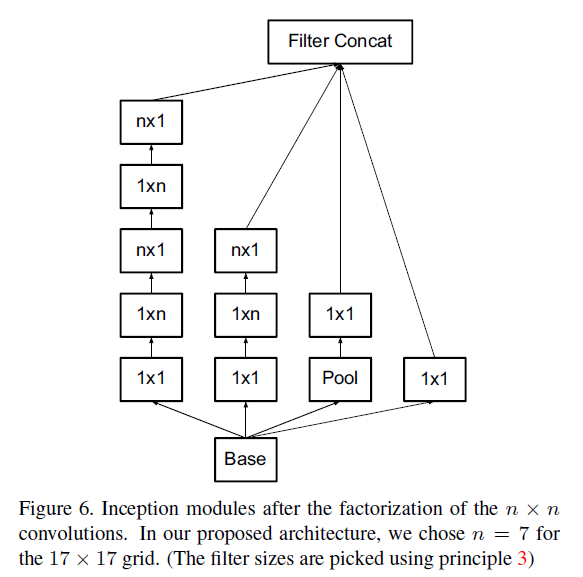 Filter Concat
nx1
1xn
nx1
nx1
1xn
1xn
1x1
1x1
1x1
Pool
1x1
Base
Figure 6. Inception modules after the factorization of the n × n
convolutions. In our proposed architecture, we chose n = 7 for
the 17 × 17 grid. (The filter sizes are picked using principle 3)